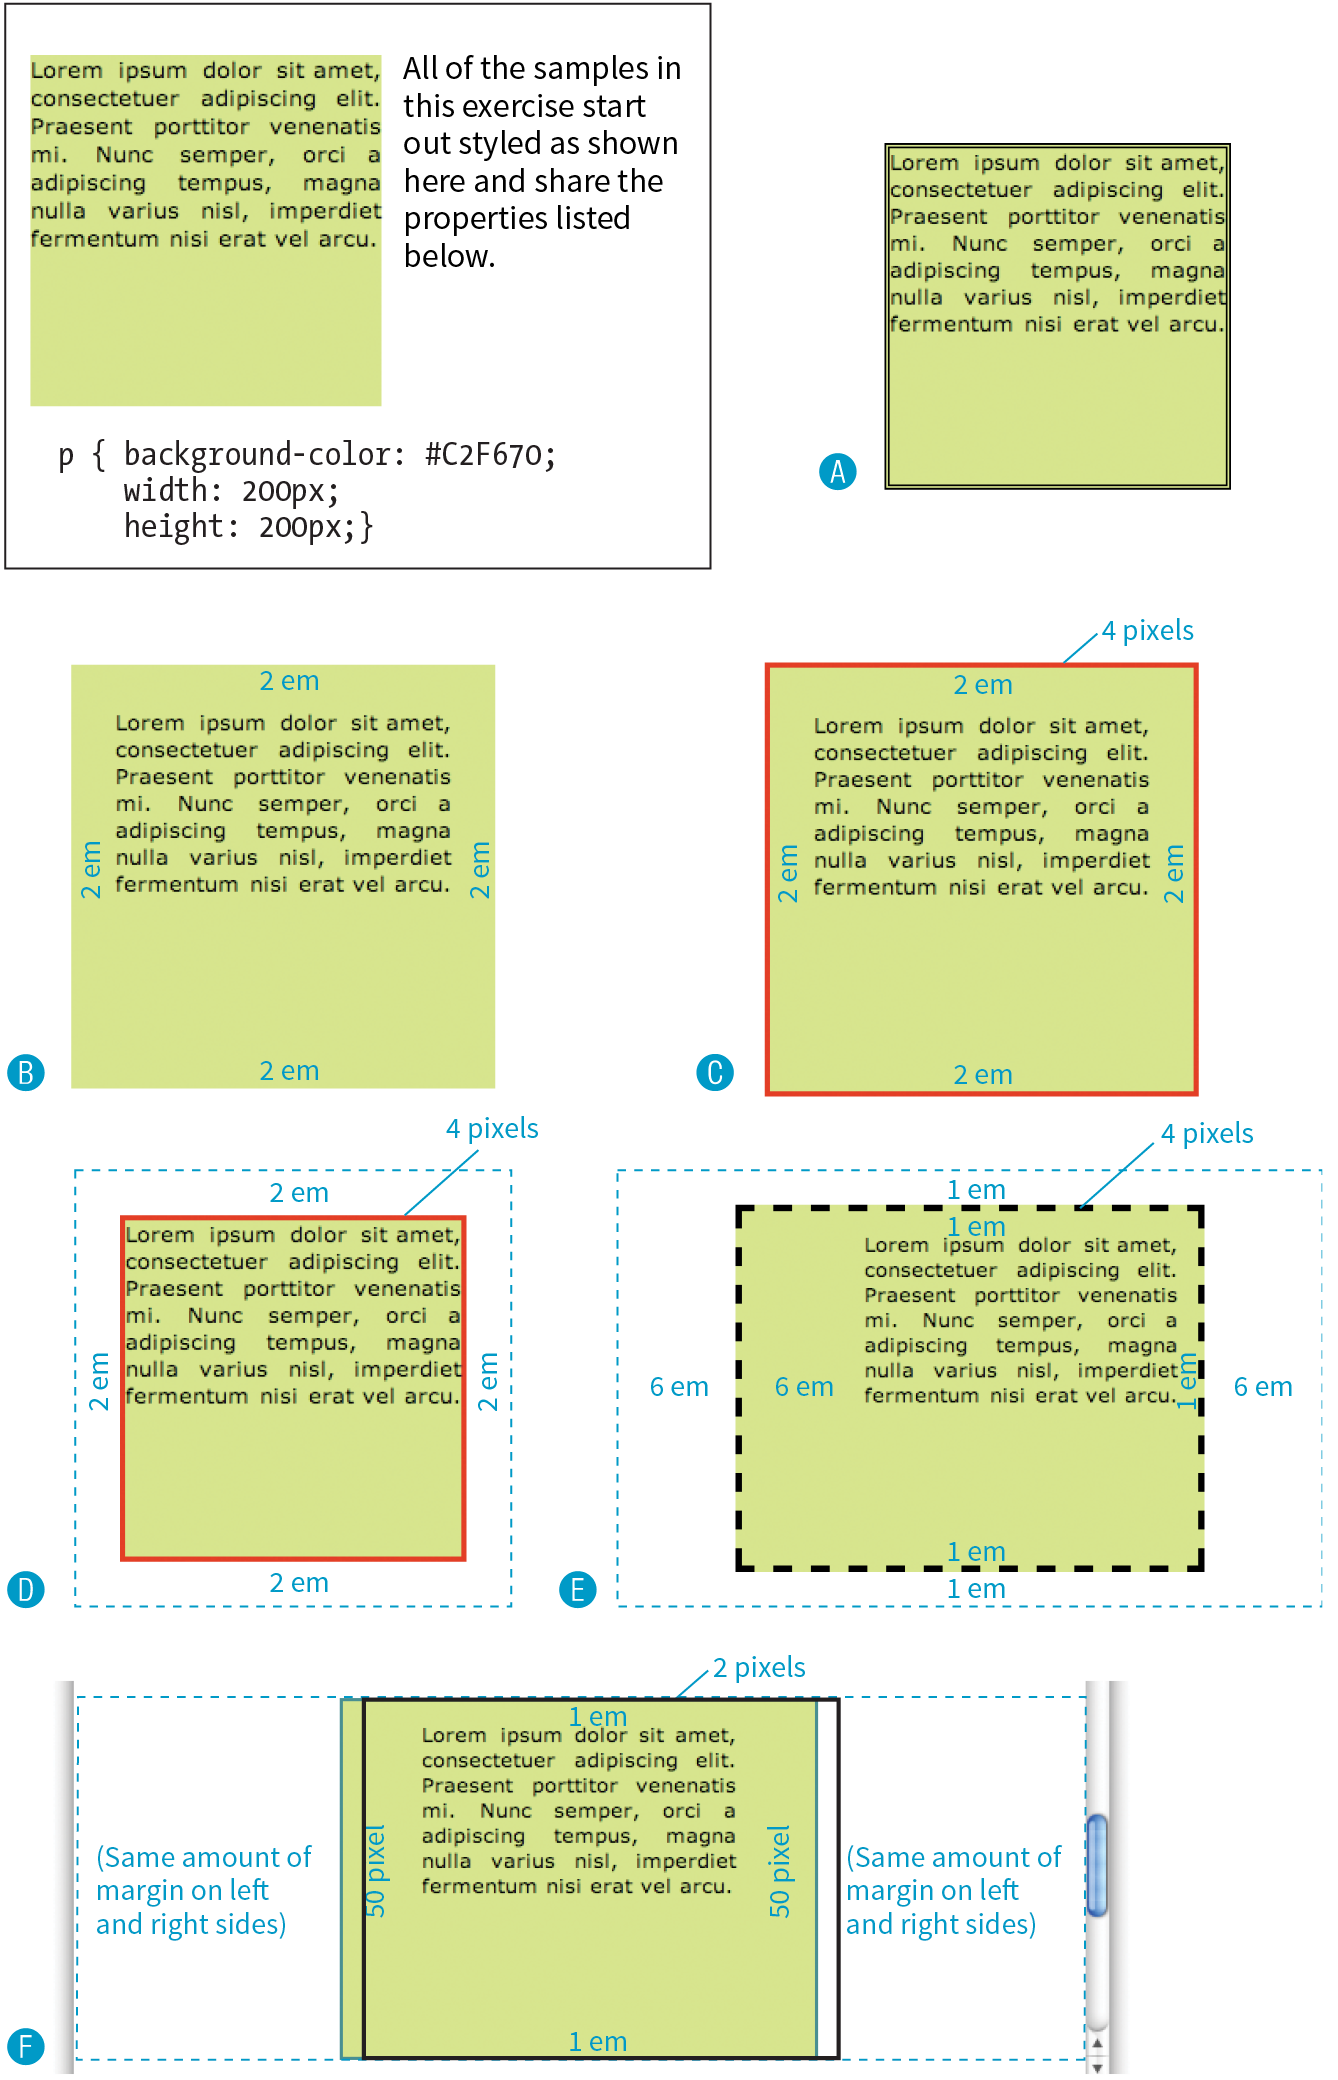 Lorem ipsum dolor sit amet,
consectetuer adipiscing elit.
Praesent porttitor venenatis
mi. Nunc semper, orci a
adipiscing tempus, magna
nulla varius nisl, imperdiet
fermentum nisi erat vel arcu.
All of the samples in
this exercise start
out styled as shown
here and share the
properties listed
below.
p { background-color: #C2F670;
width: 200px;
height: 200px;}
Lorem ipsum dolor sit amet,
consectetuer adipiscing elit.
Praesent porttitor venenatis
mi. Nunc semper, orci a
adipiscing tempus, magna
nulla varius nisl, imperdiet
fermentum nisi erat vel arcu.
A
2 em
Lorem ipsum dolor sit amet,
consectetuer adipiscing elit.
Praesent porttitor venenatis
mi. Nunc semper, orci a
adipiscing tempus, magna
nulla varius nisl, imperdiet
fermentum nisi erat vel arcu.
2 em
2 em
2 em
B
4 pixels
2 em
Lorem ipsum dolor sit amet,
consectetuer adipiscing elit.
Praesent porttitor venenatis
mi. Nunc semper, orci a
adipiscing tempus, magna
nulla varius nisl, imperdiet
fermentum nisi erat vel arcu.
2 em
2 em
2 em
C
4 pixels
2 em
Lorem ipsum dolor sit amet,
consectetuer adipiscing elit.
Praesent porttitor venenatis
mi. Nunc semper, orci a
adipiscing tempus, magna
nulla varius nisl, imperdiet
fermentum nisi erat vel arcu.
2 em
2 em
2 em
D
4 pixels
1 em
1 em
Lorem ipsum dolor sit amet,
consectetuer adipiscing elit.
Praesent porttitor venenatis
mi. Nunc semper, orci a
adipiscing tempus, magna
nulla varius nisl, imperdiet
fermentum nisi erat vel arcu.
6 em
6 em
1 em
6 em
1 em
1 em
E
2 pixels
1 em
Lorem ipsum dolor sit amet,
consectetuer adipiscing elit.
Praesent porttitor venenatis
mi. Nunc semper, orci a
adipiscing tempus, magna
nulla varius nisl, imperdiet
fermentum nisi erat vel arcu.
(Same amount of
margin on left
and right sides)
50 pixel
50 pixel
(Same amount of
margin on left
and right sides)
1 em
F